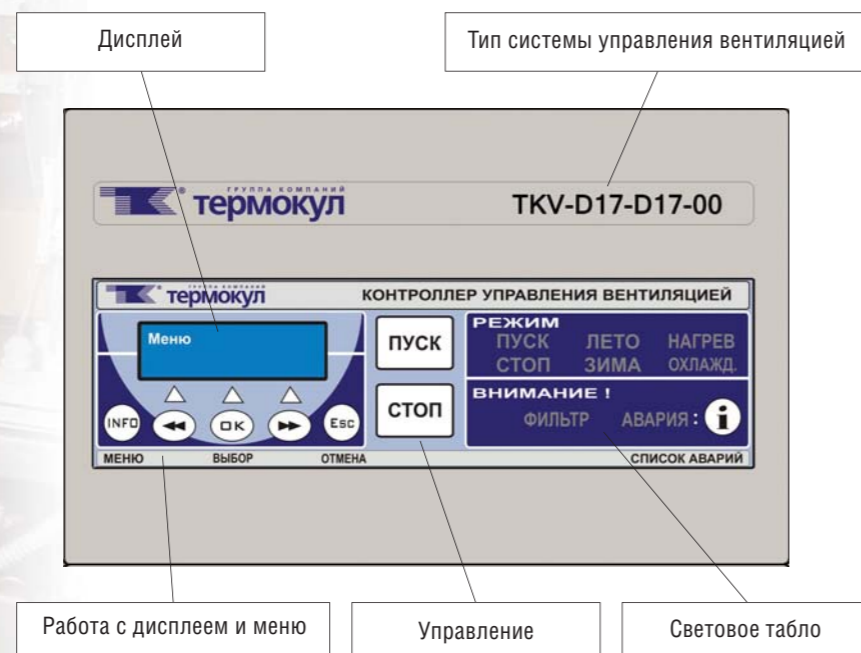 Дисплей
Тип системы управления вентиляцией
ГРУППА КОМПАНИЙ
термокул
TKV-D17-D17-00
термокул
КОНТРОЛЛЕР УПРАВЛЕНИЯ ВЕНТИЛЯЦИЕЙ
Меню
ПУСК
РЕЖИМ
ПУСК ЛЕТО НАГРЕВ
СТОП ЗИМА ОХЛАЖД.
СТОП
ВНИМАНИЕ !
ФИЛЬТР АВАРИЯ : i
INFO OK Esc
МЕНЮ ВЫБОР ОТМЕНА
СПИСОК АВАРИЙ
Работа с дисплеем и меню
Управление
Световое табло